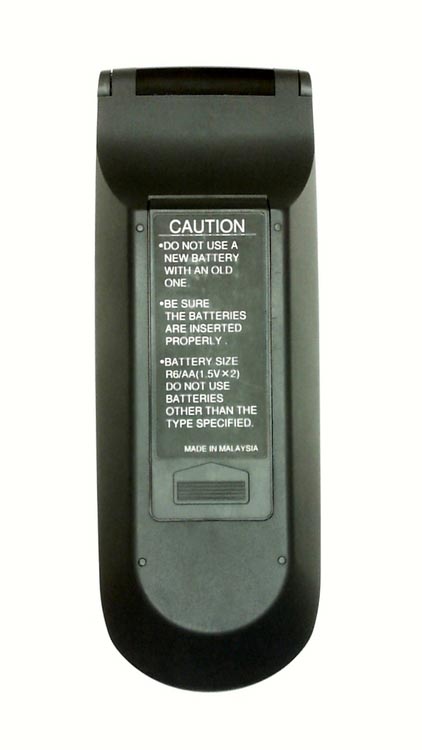 CAUTION
•DO NOT USE A
NEW BATTERY
WITH AN OLD
ONE
•BE SURE
THE BATTERIES
ARE INSERTED
PROPERLY .
•BATTERY SIZE
R6/AA(1.5V×2)
DO NOT USE
BATTERIES
OTHER THAN THE
TYPE SPECIFIED.
MADE IN MALAYSIA